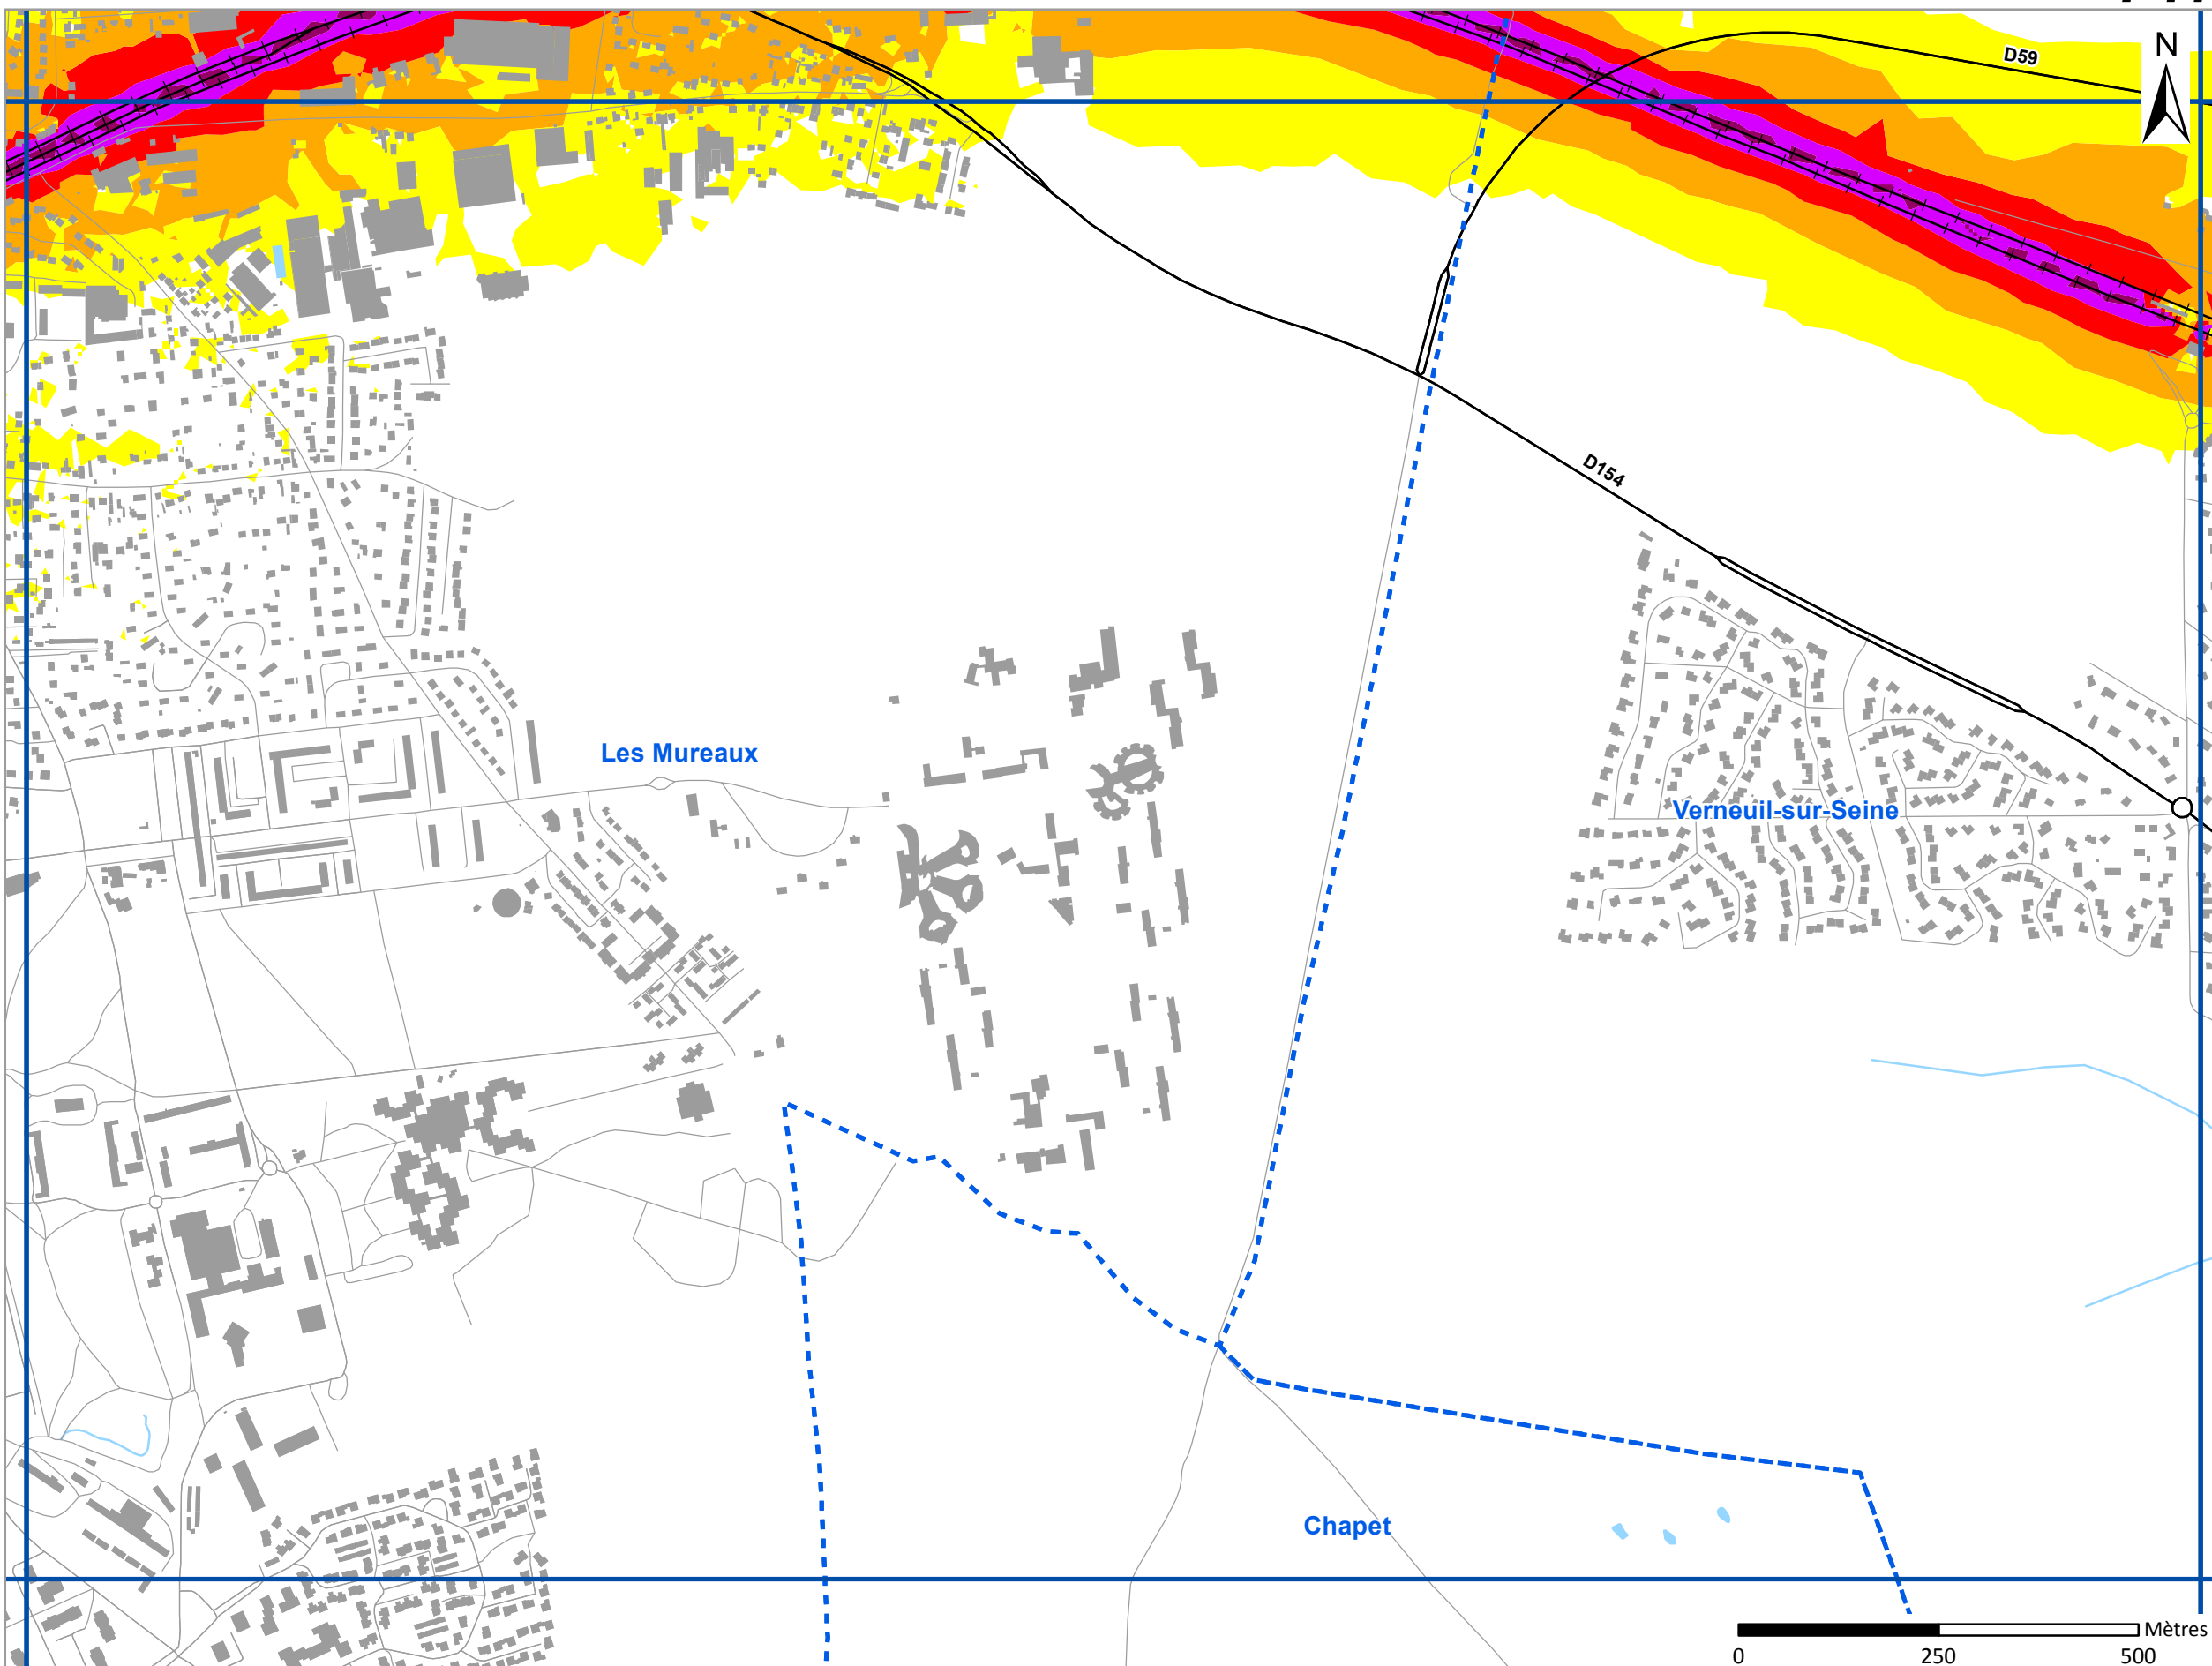 N
D59
D154
Les Mureaux
Verneuil-sur-Seine
Chapet
Mètres
0 250 500